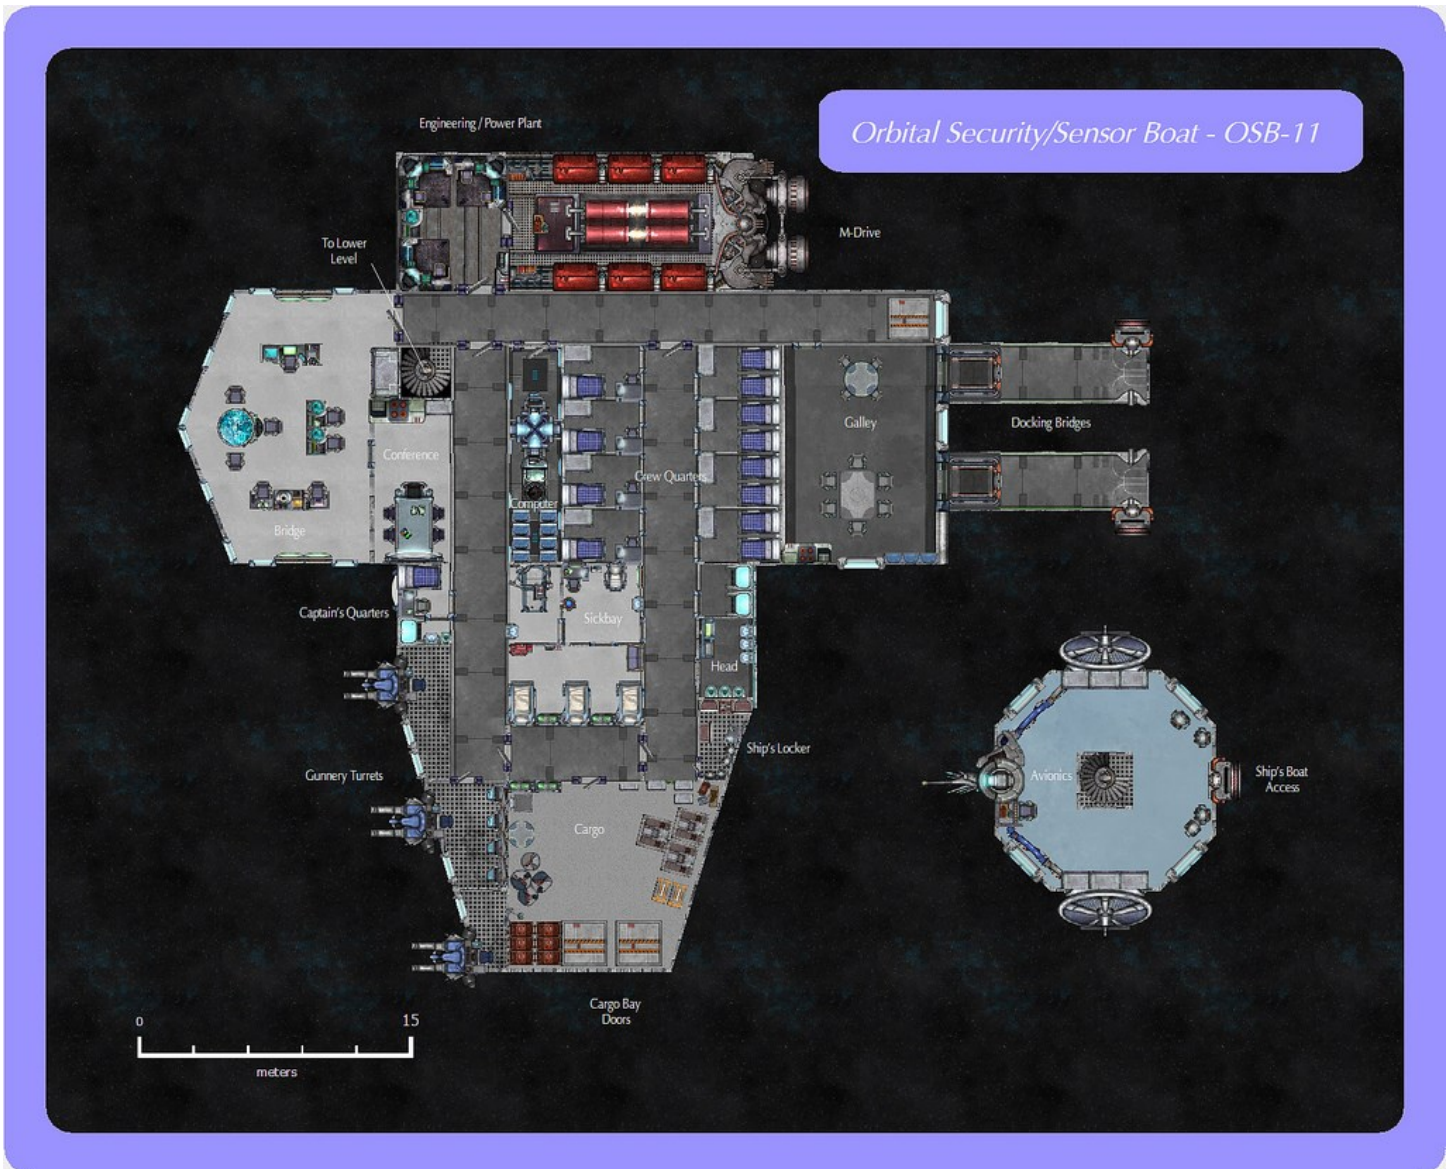 Orbital Security/Sensor Boat - OSB-11
Engineering / Power Plant
M-Drive
To Lower
Level
Galley
Docking Bridges
Conference
Crew Quarters
Computer
Bridge
Captain's Quarters
Sickbay
Head
Ship's Locker
Gunnery Turrets
Avionics
Ship's Boat
Access
Cargo
Cargo Bay
Doors
0 15
meters